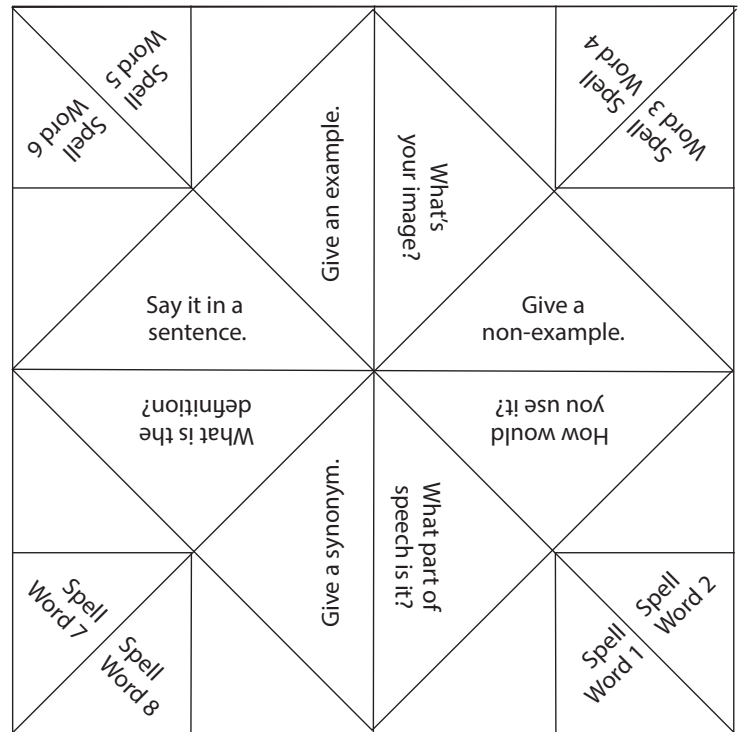 Spell
Word 6
Spell
Word 5
Spell
Word 4
Spell
Word 3
Give an example.
What's
your image?
Say it in a
sentence.
Give a
non-example.
What is the
definition?
How would
you use it?
Give a synonym.
What part of
speech is it?
Spell
Word 7
Spell
Word 8
Spell
Word 1
Spell
Word 2